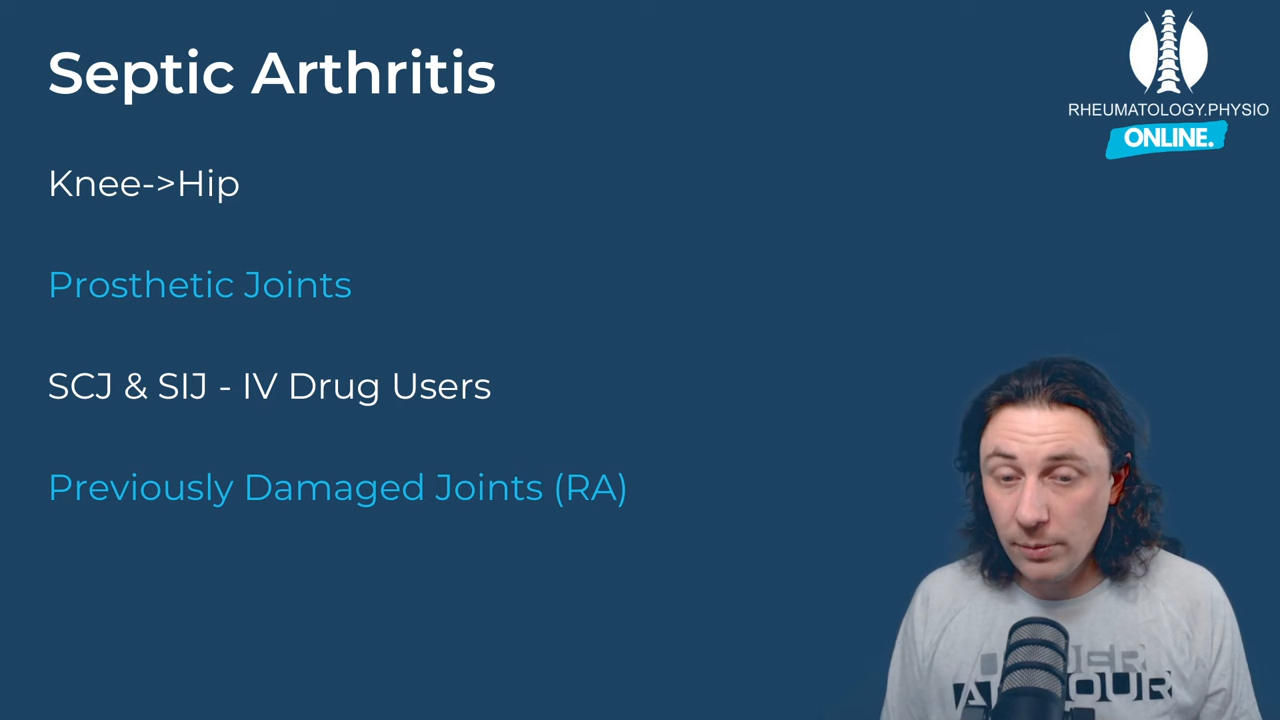 Septic Arthritis
RHEUMATOLOGY.PHYSIO
ONLINE.
Knee->Hip
Prosthetic Joints
SCJ & SIJ - IV Drug Users
Previously Damaged Joints (RA)